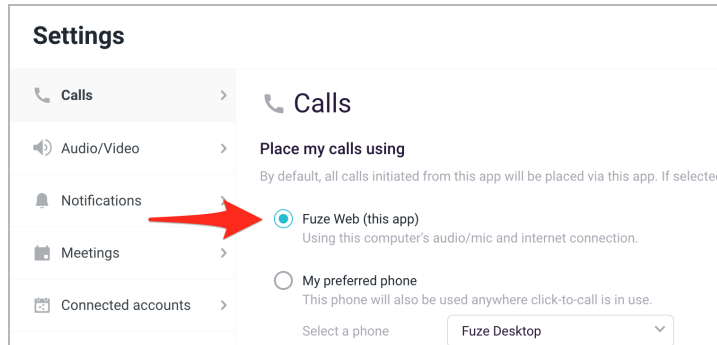 Settings
Calls
Audio/Video
Notifications
Meetings
Connected accounts
Calls
Place my calls using
By default, all calls initiated from this app will be placed via this app. If selected
Fuze Web (this app)
Using this computer's audio/mic and internet connection.
My preferred phone
This phone will also be used anywhere click-to-call is in use.
Select a phone Fuze Desktop